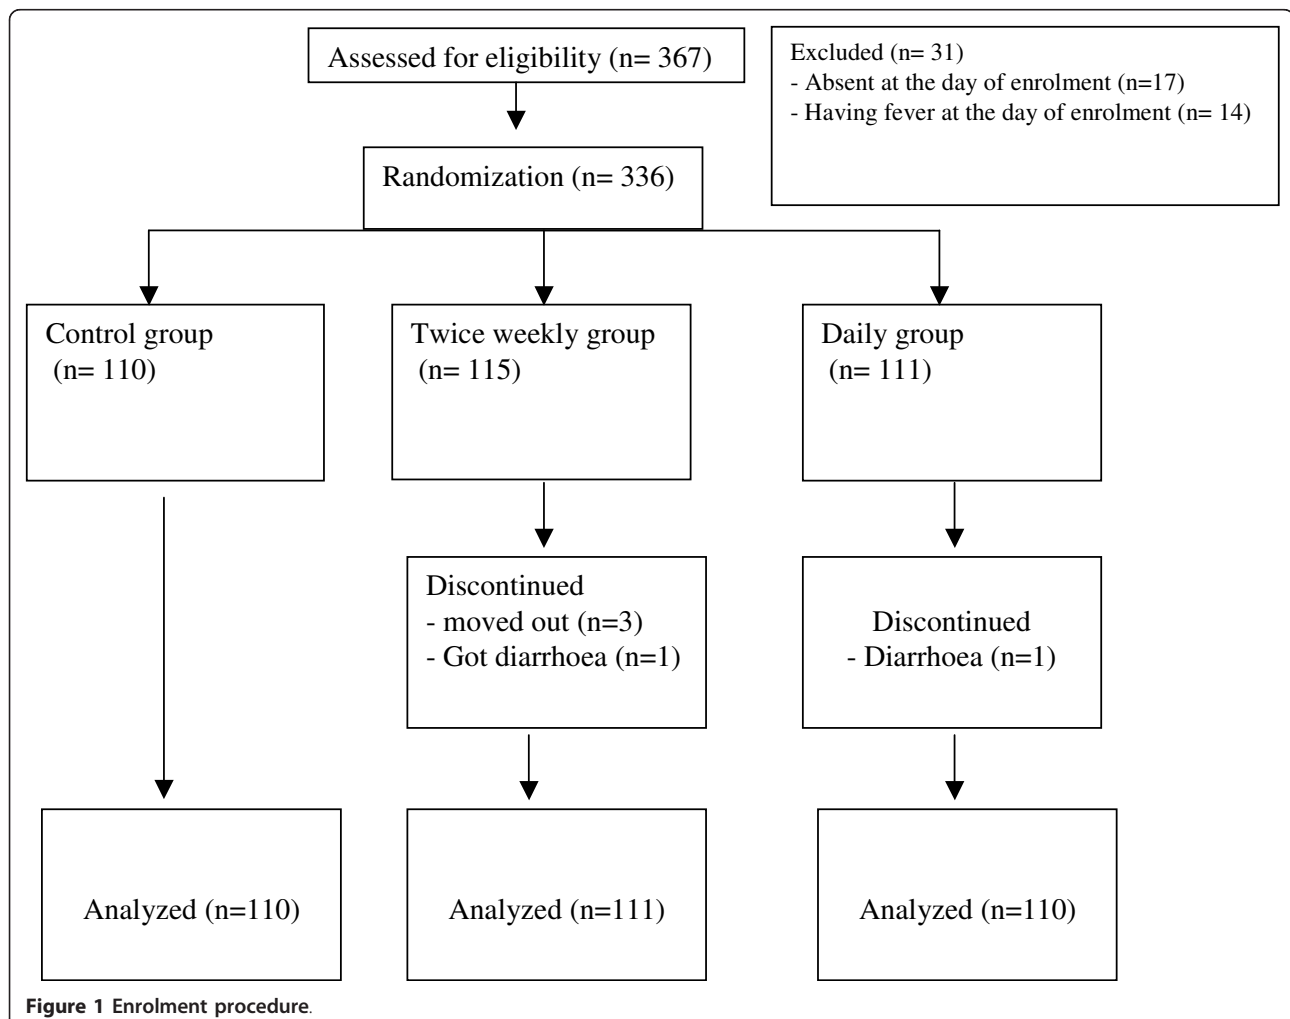 Assessed for eligibility (n= 367)
Excluded (n= 31)
- Absent at the day of enrolment (n=17)
- Having fever at the day of enrolment (n= 14)
Randomization (n= 336)
Control group
(n= 110)
Twice weekly group
(n= 115)
Daily group
(n= 111)
Discontinued
- moved out (n=3)
- Got diarrhoea (n=1)
Discontinued
- Diarrhoea (n=1)
Analyzed (n=110)
Analyzed (n=111)
Analyzed (n=110)
Figure 1 Enrolment procedure.